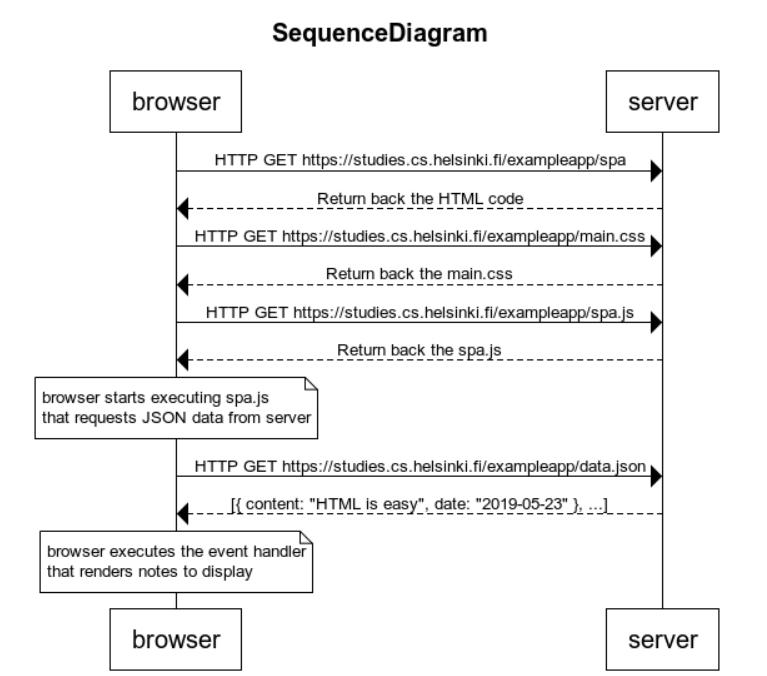 SequenceDiagram
browser
server
HTTP GET https://studies.cs.helsinki.fi/exampleapp/spa
Return back the HTML code
HTTP GET https://studies.cs.helsinki.fi/exampleapp/main.css
Return back the main.css
HTTP GET https://studies.cs.helsinki.fi/exampleapp/spa.js
Return back the spa.js
browser starts executing spa.js
that requests JSON data from server
HTTP GET https://studies.cs.helsinki.fi/exampleapp/data.json
[{ content: "HTML is easy", date: "2019-05-23" }, ...]
browser executes the event handler
that renders notes to display
browser
server